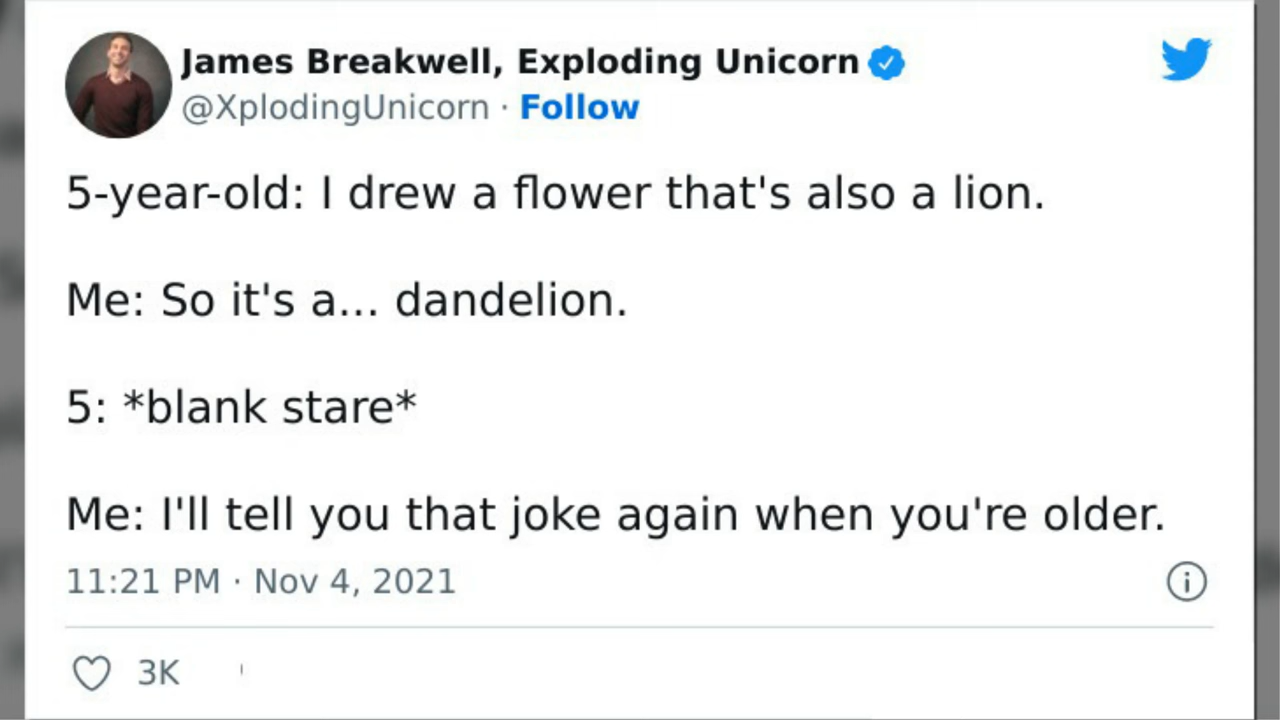 James Breakwell, Exploding Unicorn
@XplodingUnicorn · Follow
5-year-old: I drew a flower that's also a lion.
Me: So it's a... dandelion.
5: *blank stare*
Me: I'll tell you that joke again when you're older.
11:21 PM · Nov 4, 2021
3K